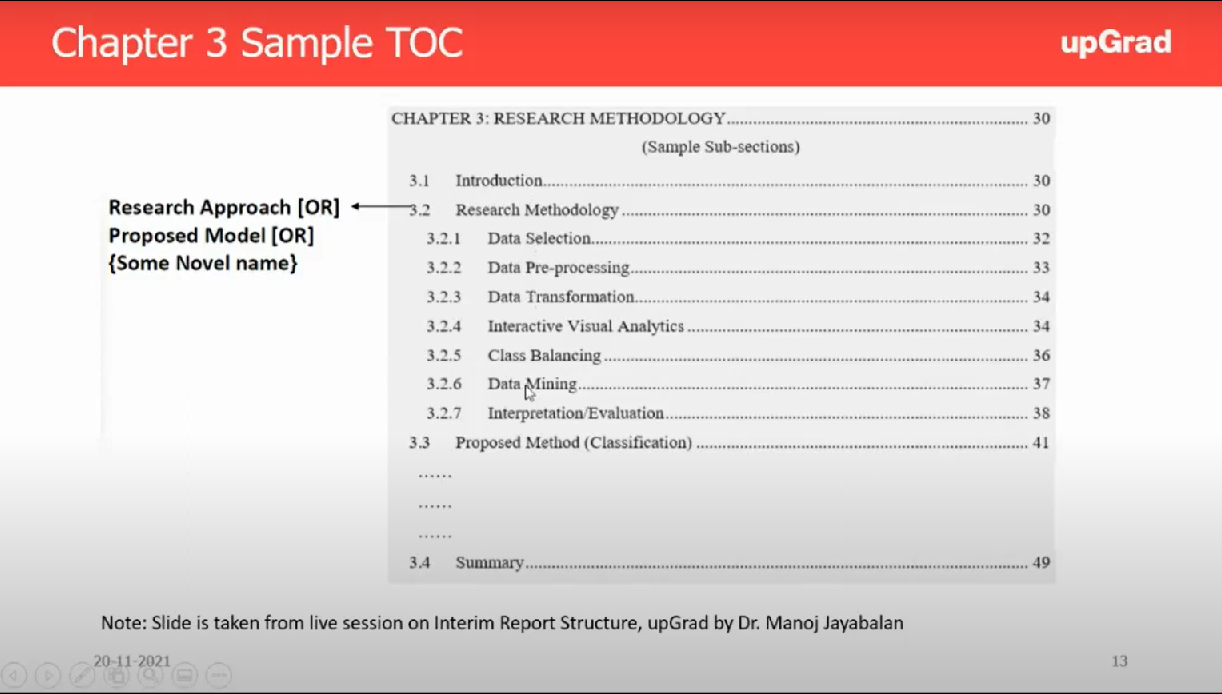 Chapter 3 Sample TOC
upGrad
CHAPTER 3: RESEARCH METHODOLOGY.......... 30
(Sample Sub-sections)
3.1 Introduction.......... 30
Research Approach [OR]
Proposed Model [OR]
{Some Novel name}
3.2 Research Methodology.......... 30
3.2.1 Data Selection.......... 32
3.2.2 Data Pre-processing.......... 33
3.2.3 Data Transformation.......... 34
3.2.4 Interactive Visual Analytics.......... 34
3.2.5 Class Balancing.......... 36
3.2.6 Data Mining.......... 37
3.2.7 Interpretation/Evaluation.......... 38
3.3 Proposed Method (Classification).......... 41
......
......
......
3.4 Summary.......... 49
Note: Slide is taken from live session on Interim Report Structure, upGrad by Dr. Manoj Jayabalan
20-11-2021
13